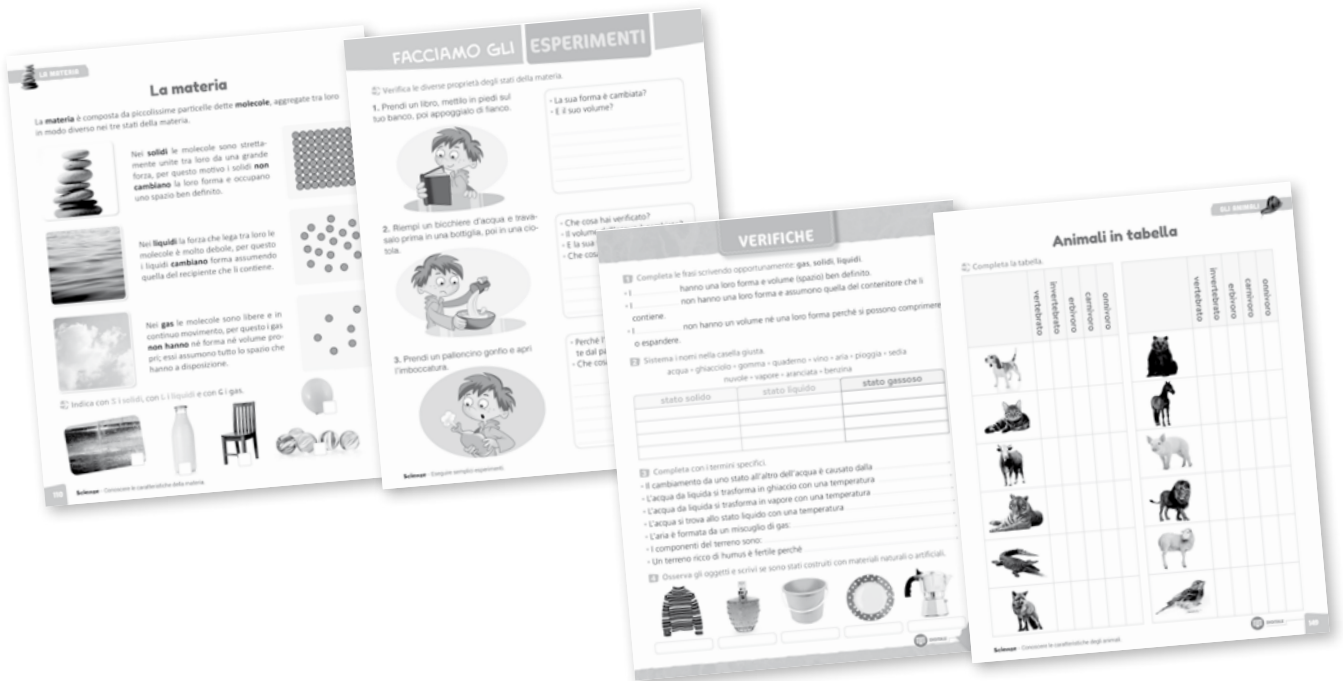 LA MATERIA
La materia
La materia è composta da piccolissime particelle dette molecole, aggregate tra loro
in modo diverso nei tre stati della materia.
Nei solidi le molecole sono stretta-
mente unite tra loro da una grande
forza, per questo motivo i solidi non
cambiano la loro forma e occupano
uno spazio ben definito.
Nei liquidi la forza che lega tra loro le
molecole è molto debole, per questo
i liquidi cambiano forma assumendo
quella del recipiente che li contiene.
Nei gas le molecole sono libere e in
continuo movimento, per questo i gas
non hanno né forma né volume pro-
pri; essi assumono tutto lo spazio che
hanno a disposizione.
Indica con S i solidi, con L i liquidi e con G i gas.
Scienze - Conoscere le caratteristiche della materia.
FACCIAMO GLI ESPERIMENTI
Verifica le diverse proprietà degli stati della materia.
1. Prendi un libro, mettilo in piedi sul
tuo banco, poi appoggialo di fianco.
• La sua forma è cambiata?
• E il suo volume?
2. Riempi un bicchiere d'acqua e trava-
salo prima in una bottiglia, poi in una cio-
tola.
• Che cosa hai verificato?
• Il volume
• E la sua
• Che cosa
3. Prendi un palloncino gonfio e apri
l'imboccatura.
• Perché l'
te dal
• Che cosa
Scienze - Eseguire semplici esperimenti.
VERIFICHE
1 Completa le frasi scrivendo opportunamente: gas, solidi, liquidi.
• I hanno una loro forma e volume (spazio) ben definito.
• I non hanno una loro forma e assumono quella del contenitore che li
contiene.
• I non hanno un volume né una loro forma perché si possono comprimere
o espandere.
2 Sistema i nomi nella casella giusta.
acqua • ghiacciolo • gomma • quaderno • vino • aria • pioggia • sedia
nuvole • vapore • aranciata • benzina
stato solido stato liquido stato gassoso
3 Completa con i termini specifici.
• Il cambiamento da uno stato all'altro dell'acqua è causato dalla
• L'acqua da liquida si trasforma in ghiaccio con una temperatura
• L'acqua da liquida si trasforma in vapore con una temperatura
• L'acqua si trova allo stato liquido con una temperatura
• L'aria è formata da un miscuglio di gas:
• I componenti del terreno sono:
• Un terreno ricco di humus è fertile perché
4 Osserva gli oggetti e scrivi se sono stati costruiti con materiali naturali o artificiali.
GLI ANIMALI
Animali in tabella
Completa la tabella.
vertebrato invertebrato erbivoro carnivoro onnivoro
vertebrato invertebrato erbivoro carnivoro onnivoro
Scienze - Conoscere le caratteristiche degli animali.